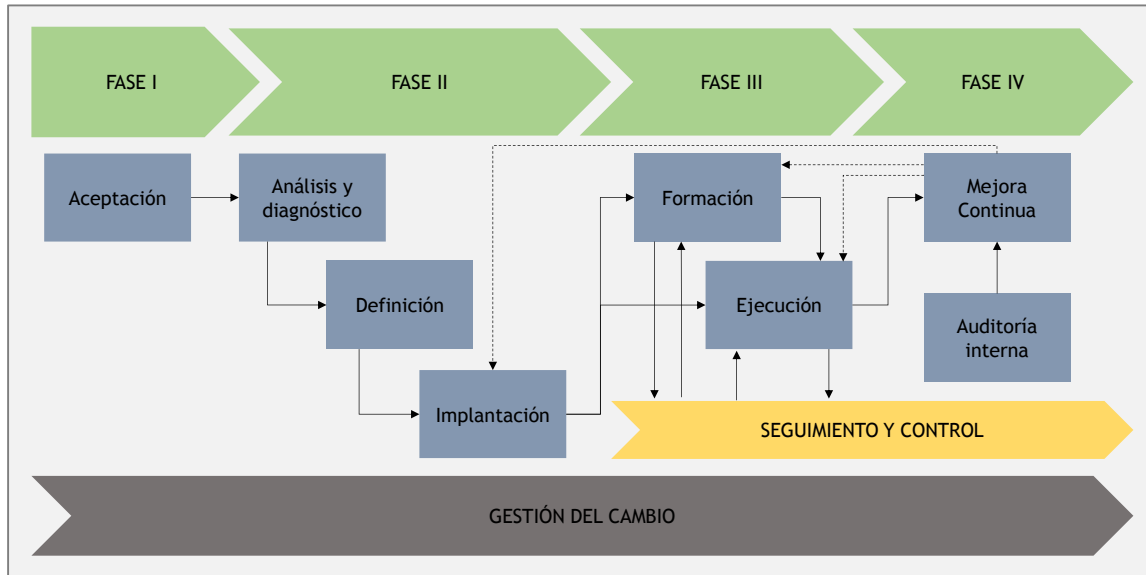 FASE I
FASE II
FASE III
FASE IV
Aceptación
Análisis y
diagnóstico
Definición
Implantación
Formación
Ejecución
Mejora
Continua
Auditoría
interna
SEGUIMIENTO Y CONTROL
GESTIÓN DEL CAMBIO